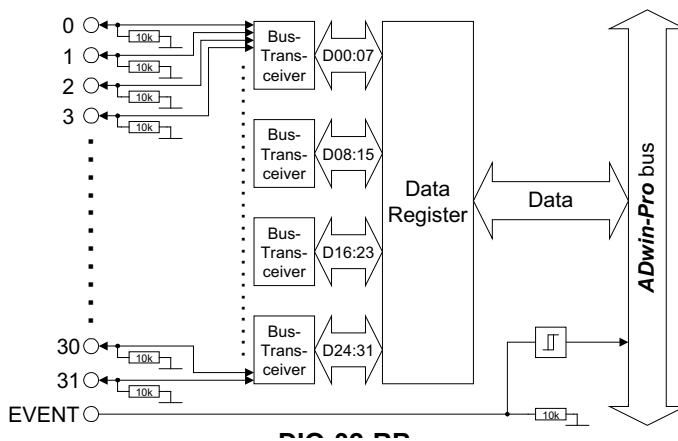 0
10k
1
10k
2
10k
3
10k
Bus-
Trans-
ceiver
D00:07
Bus-
Trans-
ceiver
D08:15
Bus-
Trans-
ceiver
D16:23
Bus-
Trans-
ceiver
D24:31
Data
Register
Data
ADwin-Pro bus
30
10k
31
10k
EVENT
10k